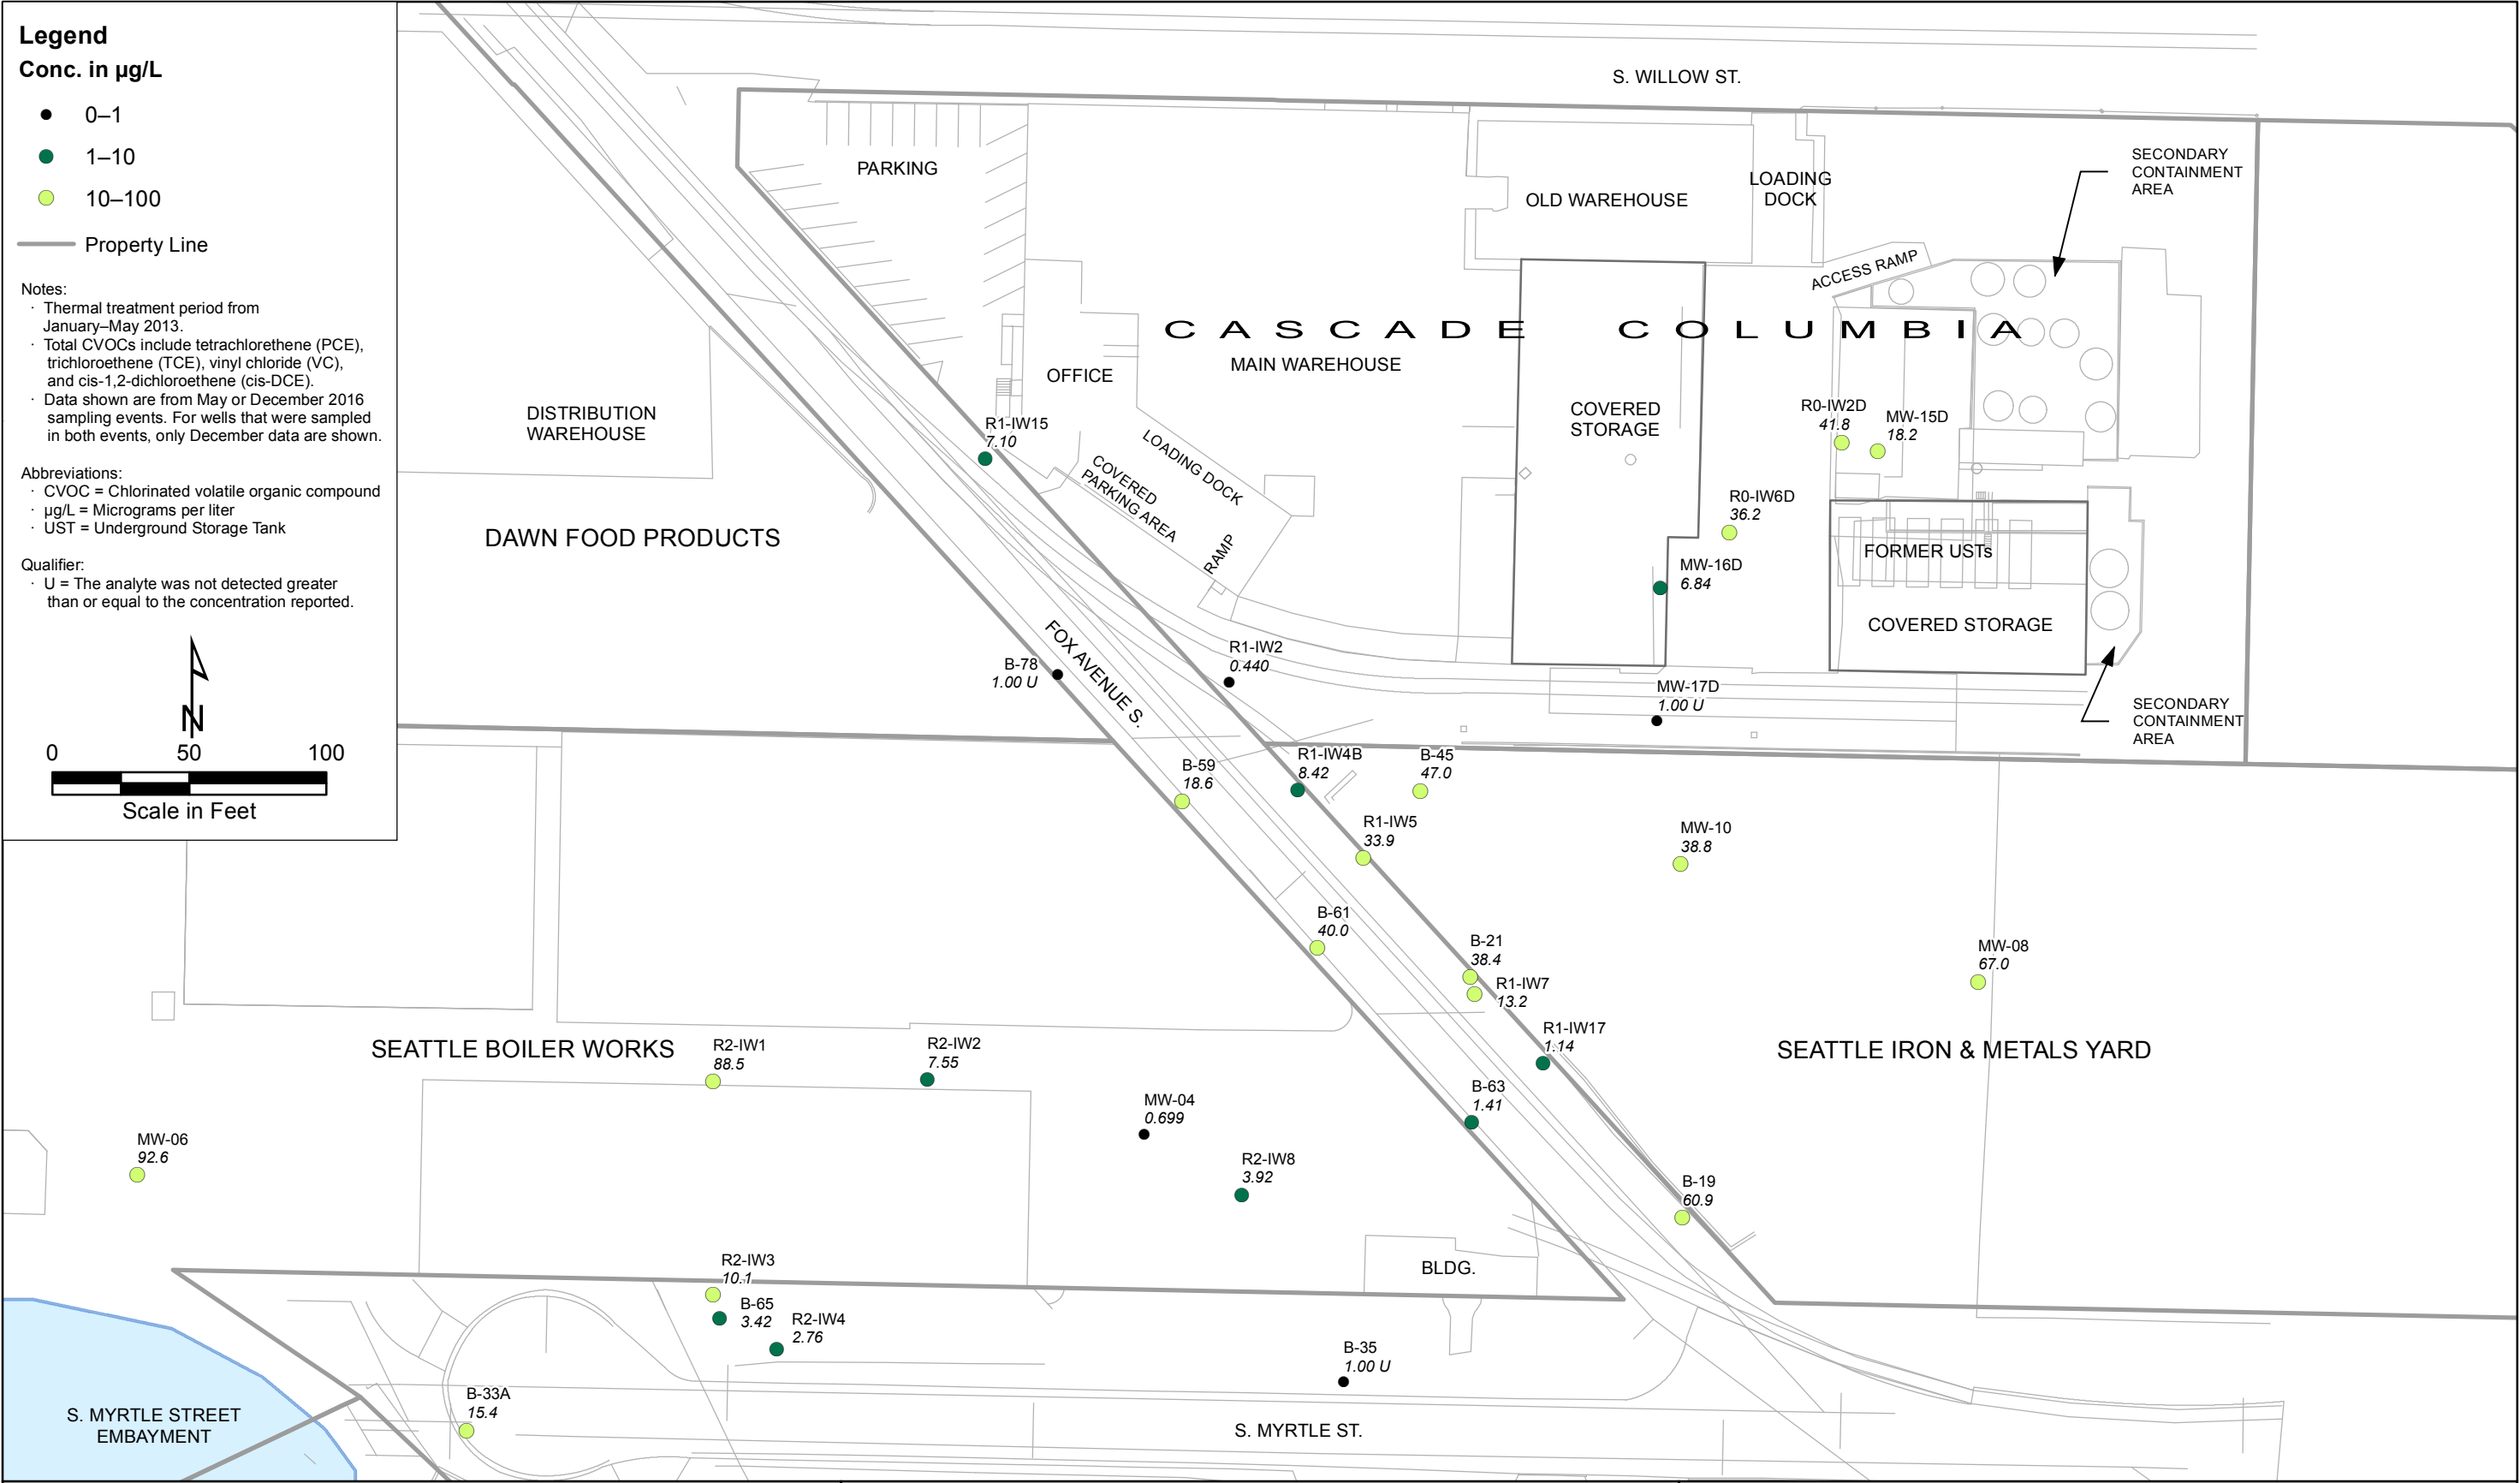 Legend
Conc. in µg/L
0–1
1–10
10–100
Property Line
Notes:
· Thermal treatment period from
January–May 2013.
· Total CVOCs include tetrachlorethene (PCE),
trichloroethene (TCE), vinyl chloride (VC),
and cis-1,2-dichloroethene (cis-DCE).
· Data shown are from May or December 2016
sampling events. For wells that were sampled
in both events, only December data are shown.
Abbreviations:
· CVOC = Chlorinated volatile organic compound
· µg/L = Micrograms per liter
· UST = Underground Storage Tank
Qualifier:
· U = The analyte was not detected greater
than or equal to the concentration reported.
N
0 50 100
Scale in Feet
S. WILLOW ST.
PARKING
OLD WAREHOUSE
LOADING
DOCK
SECONDARY
CONTAINMENT
AREA
ACCESS RAMP
CASCADE COLUMBIA
MAIN WAREHOUSE
OFFICE
COVERED
STORAGE
DISTRIBUTION
WAREHOUSE
R1-IW15
7.10
LOADING DOCK
COVERED
PARKING AREA
RAMP
R0-IW2D
41.8
MW-15D
18.2
R0-IW6D
36.2
MW-16D
6.84
FORMER USTs
COVERED STORAGE
DAWN FOOD PRODUCTS
FOX AVENUE S.
B-78
1.00 U
R1-IW2
0.440
MW-17D
1.00 U
SECONDARY
CONTAINMENT
AREA
B-59
18.6
R1-IW4B
8.42
B-45
47.0
R1-IW5
33.9
MW-10
38.8
B-61
40.0
B-21
38.4
R1-IW7
13.2
MW-08
67.0
R1-IW17
1.14
SEATTLE BOILER WORKS
R2-IW1
88.5
R2-IW2
7.55
SEATTLE IRON & METALS YARD
B-63
1.41
MW-04
0.699
MW-06
92.6
R2-IW8
3.92
B-19
60.9
R2-IW3
10.1
BLDG.
B-65
3.42
R2-IW4
2.76
B-35
1.00 U
B-33A
15.4
S. MYRTLE STREET
EMBAYMENT
S. MYRTLE ST.